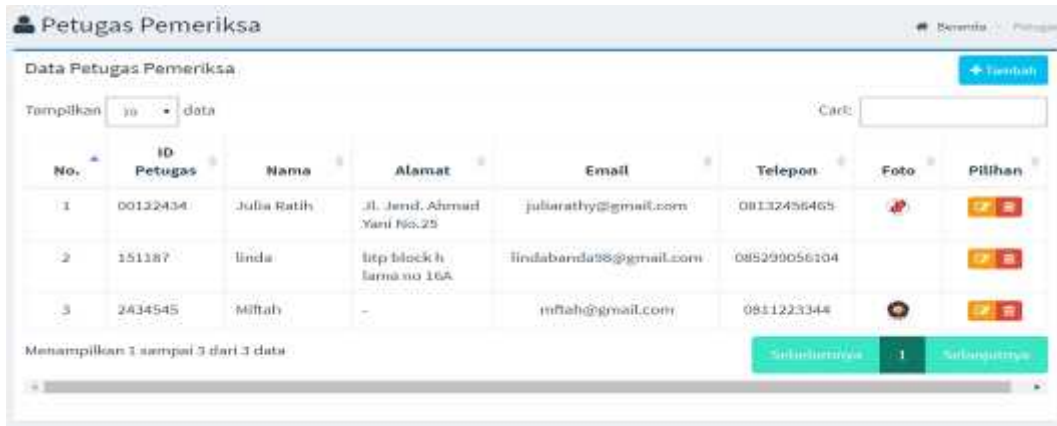 Petugas Pemeriksa
Beranda
Data Petugas Pemeriksa
Tambah
Tampilkan 10 data
Cari:
No. ID Petugas Nama Alamat Email Telepon Foto Pilihan
1 00122434 Julia Ratih Jl. Jend. Ahmad juliarathy@gmail.com 08132456465
Yani No.25
2 151187 linda btp block h lindabanda98@gmail.com 085299056104
lama no 16A
3 2434545 Miftah - mftah@gmail.com 0811223344
Menampilkan 1 sampai 3 dari 3 data
Sebelumnya 1 Selanjutnya